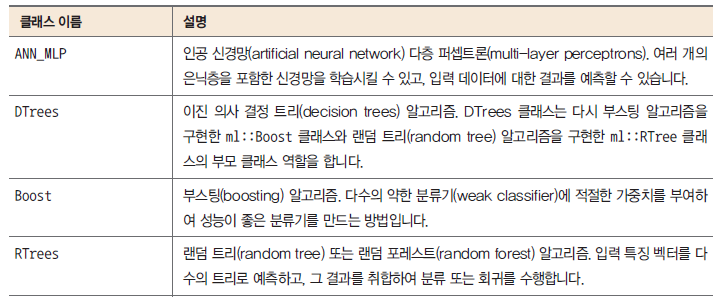 클래스 이름 설명
ANN_MLP 인공 신경망(artificial neural network) 다층 퍼셉트론(multi-layer perceptrons). 여러 개의
은닉층을 포함한 신경망을 학습시킬 수 있고, 입력 데이터에 대한 결과를 예측할 수 있습니다.
DTrees 이진 의사 결정 트리(decision trees) 알고리즘. DTrees 클래스는 다시 부스팅 알고리즘을
구현한 ml::Boost 클래스와 랜덤 트리(random tree) 알고리즘을 구현한 ml::RTree 클래
스의 부모 클래스 역할을 합니다.
Boost 부스팅(boosting) 알고리즘. 다수의 약한 분류기(weak classifier)에 적절한 가중치를 부여하
여 성능이 좋은 분류기를 만드는 방법입니다.
RTrees 랜덤 트리(random tree) 또는 랜덤 포레스트(random forest) 알고리즘. 입력 특징 벡터를 다
수의 트리로 예측하고, 그 결과를 취합하여 분류 또는 회귀를 수행합니다.